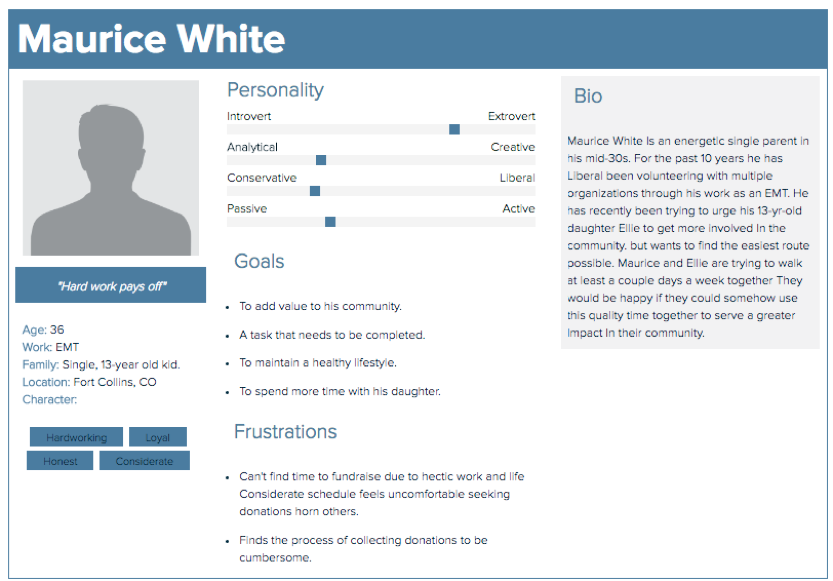 Maurice White
"Hard work pays off"
Age: 36
Work: EMT
Family: Single, 13-year old kid.
Location: Fort Collins, CO
Character:
Hardworking Loyal
Honest Considerate
Personality
Introvert Extrovert
Analytical Creative
Conservative Liberal
Passive Active
Goals
• To add value to his community.
• A task that needs to be completed.
• To maintain a healthy lifestyle.
• To spend more time with his daughter.
Frustrations
• Can't find time to fundraise due to hectic work and life
Considerate schedule feels uncomfortable seeking
donations horn others.
• Finds the process of collecting donations to be
cumbersome.
Bio
Maurice White Is an energetic single parent in
his mid-30s. For the past 10 years he has
Liberal been volunteering with multiple
organizations through his work as an EMT. He
has recently been trying to urge his 13-yr-old
daughter Ellie to get more involved In the
community. but wants to find the easiest route
possible. Maurice and Ellie are trying to walk
at least a couple days a week together They
would be happy if they could somehow use
this quality time together to serve a greater
Impact In their community.